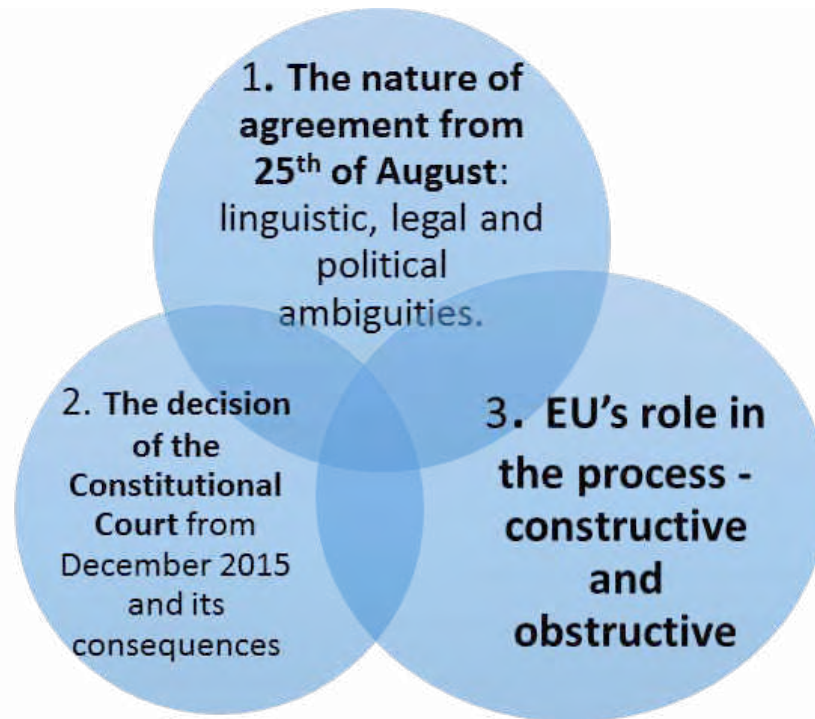 1. The nature of
agreement from
25th of August:
linguistic, legal and
political
ambiguities.
2. The decision
of the
Constitutional
Court from
December 2015
and its
consequences
3. EU’s role in
the process -
constructive
and
obstructive